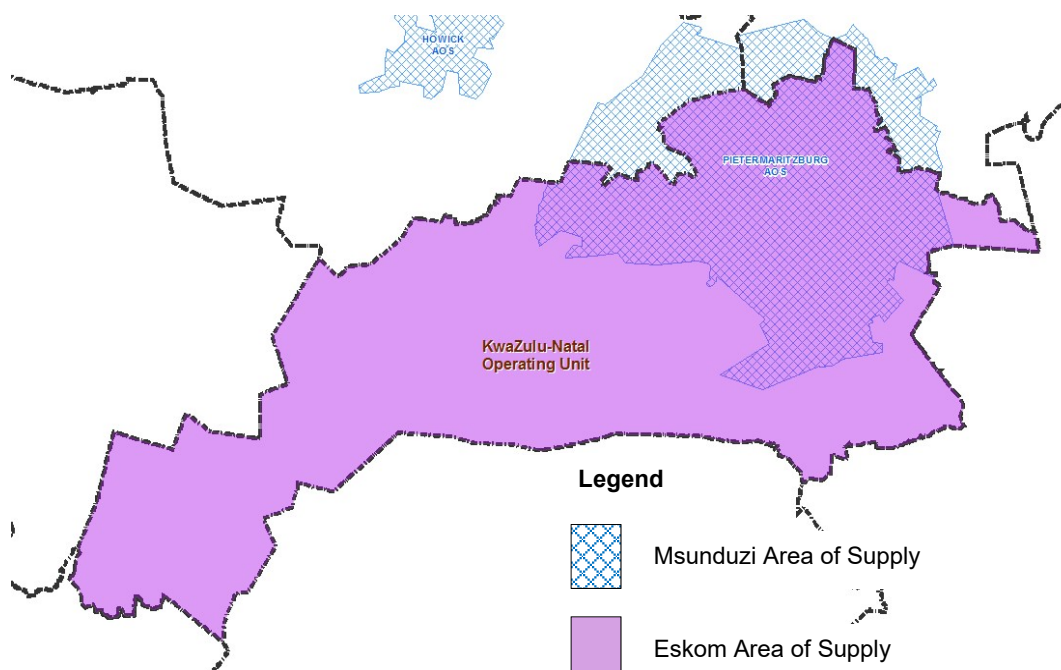 HOWICK
AOS
PIETERMARITZBURG
AOS
KwaZulu-Natal
Operating Unit
Legend
Msunduzi Area of Supply
Eskom Area of Supply